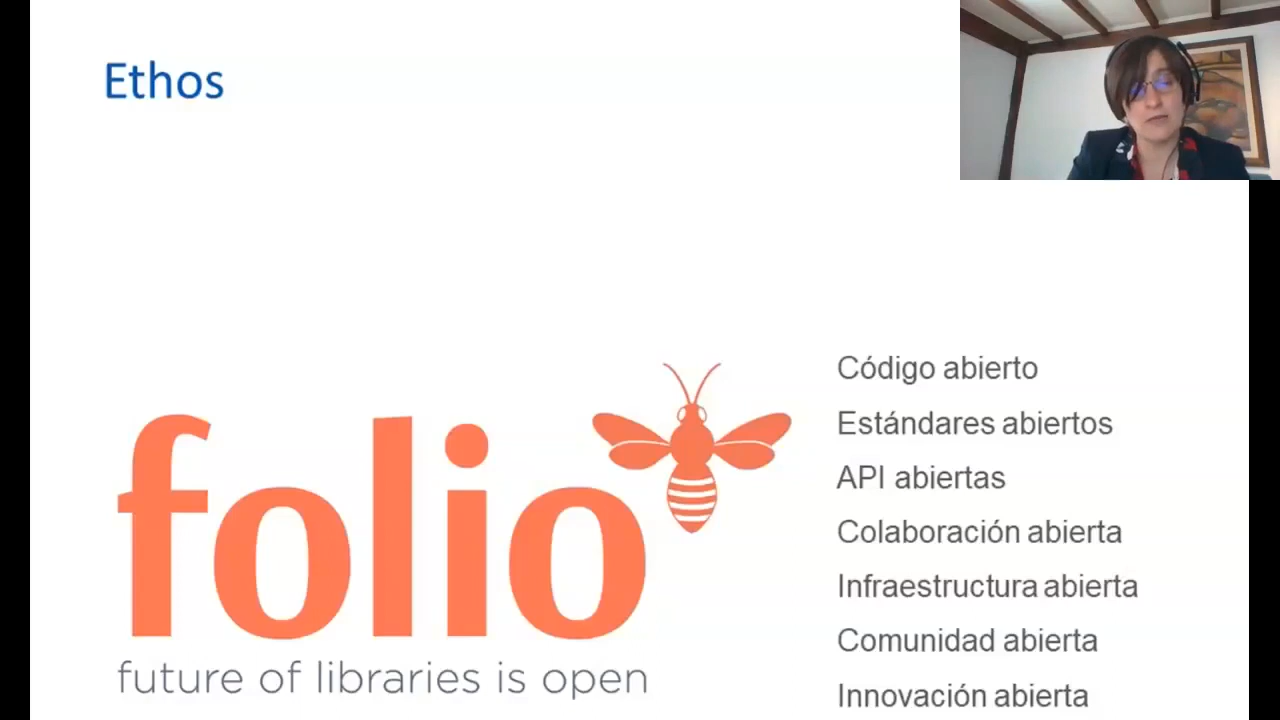 Ethos
folio
future of libraries is open
Código abierto
Estándares abiertos
API abiertas
Colaboración abierta
Infraestructura abierta
Comunidad abierta
Innovación abierta